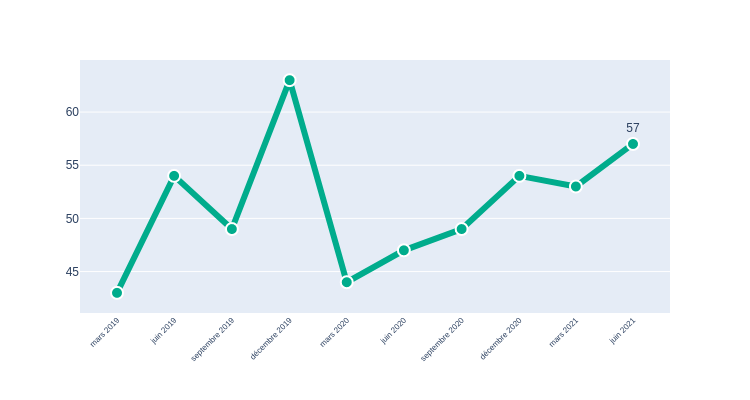 60
55
50
45
57
mars 2019
juin 2019
septembre 2019
décembre 2019
mars 2020
juin 2020
septembre 2020
décembre 2020
mars 2021
juin 2021